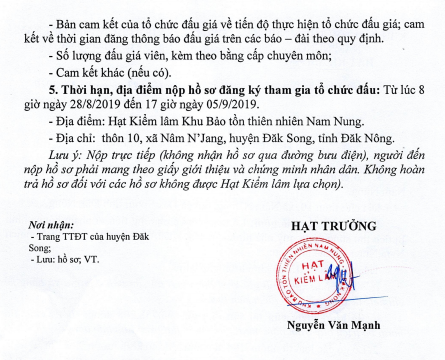 - Bản cam kết của tổ chức đấu giá về tiến độ thực hiện tổ chức đấu giá; cam
kết về thời gian đăng thông báo đấu giá trên các báo – đài theo quy định.
- Số lượng đấu giá viên, kèm theo bằng cấp chuyên môn;
- Cam kết khác (nếu có).
5. Thời hạn, địa điểm nộp hồ sơ đăng ký tham gia tổ chức đấu: Từ lúc 8
giờ ngày 28/8/2019 đến 17 giờ ngày 05/9/2019.
- Địa điểm: Hạt Kiểm lâm Khu Bảo tồn thiên nhiên Nam Nung.
- Địa chỉ: thôn 10, xã Nâm N'Jang, huyện Đăk Song, tỉnh Đăk Nông.
Lưu ý: Nộp trực tiếp (không nhận hồ sơ qua đường bưu điện), người đến
nộp hồ sơ phải mang theo giấy giới thiệu và chứng minh nhân dân. Không hoàn
trả hồ sơ đối với các hồ sơ không được Hạt Kiểm lâm lựa chọn).
Nơi nhận:
- Trang TTĐT của huyện Đăk
Song;
- Lưu: hồ sơ; VT.
HẠT TRƯỞNG
KHU BẢO TỒN THIÊN NHIÊN NAM NUNG
HẠT
KIỂM LÂM
Nguyễn Văn Mạnh